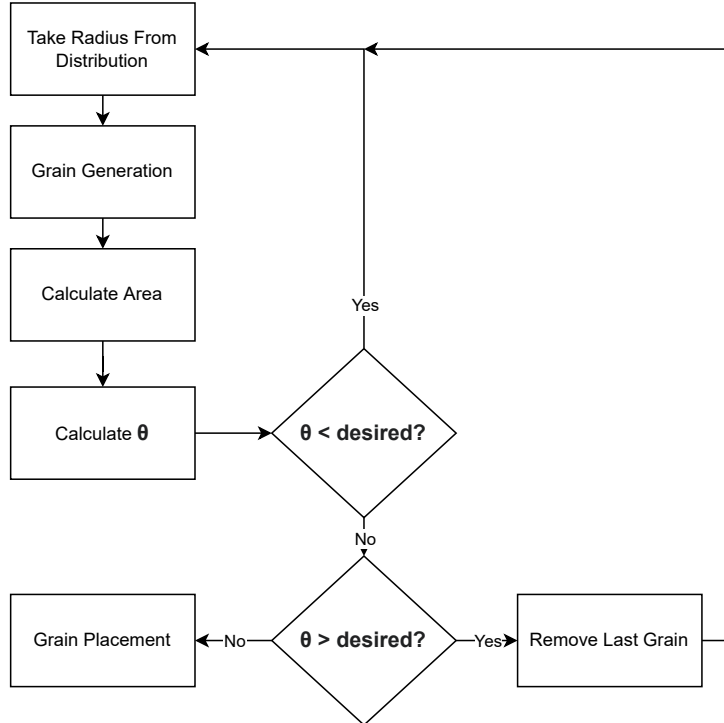 Take Radius From
Distribution
Grain Generation
Calculate Area
Yes
Calculate θ
θ < desired?
No
Grain Placement
No
θ > desired?
Yes
Remove Last Grain